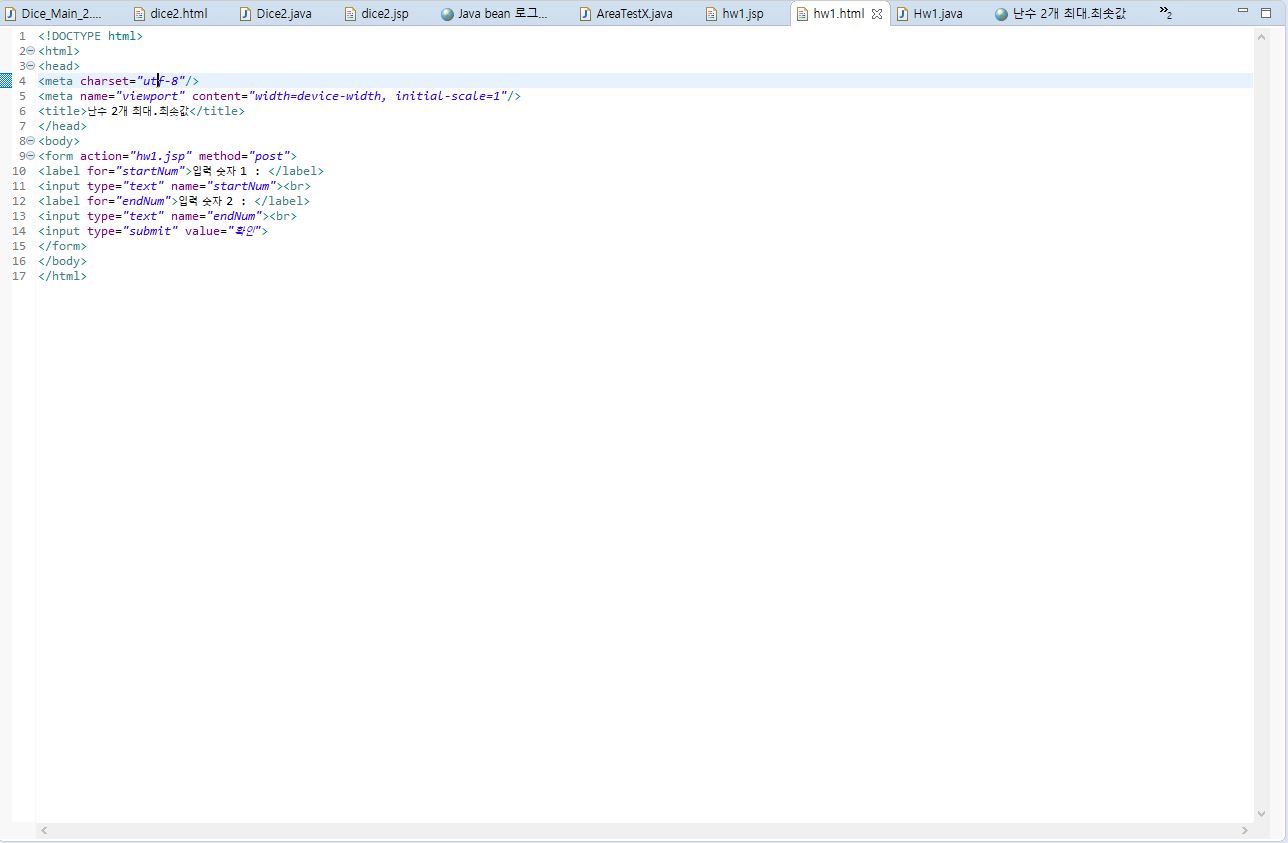 Dice_Main_2.... dice2.html Dice2.java dice2.jsp Java bean 로그... AreaTestX.java hw1.jsp hw1.html Hw1.java 난수 2개 최대.최솟값 »2
1 <!DOCTYPE html>
2 <html>
3 <head>
4 <meta charset="utf-8"/>
5 <meta name="viewport" content="width=device-width, initial-scale=1"/>
6 <title>난수 2개 최대.최솟값</title>
7 </head>
8 <body>
9 <form action="hw1.jsp" method="post">
10 <label for="startNum">입력 숫자 1 : </label>
11 <input type="text" name="startNum"><br>
12 <label for="endNum">입력 숫자 2 : </label>
13 <input type="text" name="endNum"><br>
14 <input type="submit" value="확인">
15 </form>
16 </body>
17 </html>